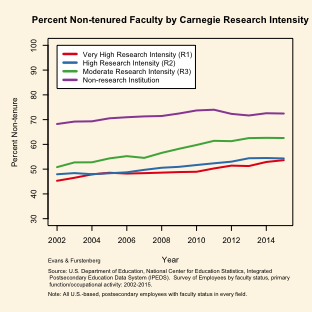 Percent Non-tenured Faculty by Carnegie Research Intensity
Very High Research Intensity (R1)
High Research Intensity (R2)
Moderate Research Intensity (R3)
Non-research Institution
Percent Non-tenure
100
90
80
70
60
50
40
30
2002 2004 2006 2008 2010 2012 2014
Year
Evans & Furstenberg
Source: U.S. Department of Education, National Center for Education Statistics, Integrated
Postsecondary Education Data System (IPEDS). Survey of Employees by faculty status, primary
function/occupational activity: 2002-2015.
Note: All U.S.-based, postsecondary employees with faculty status in every field.